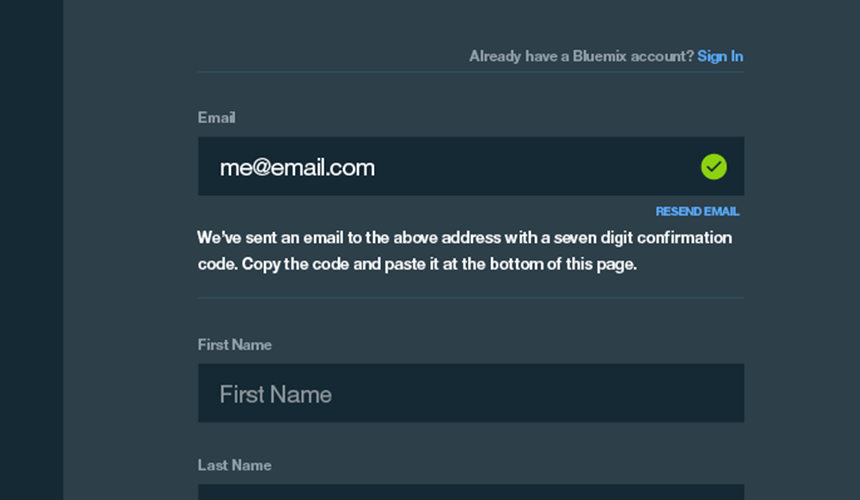 Already have a Bluemix account? Sign In
Email
me@email.com
RESEND EMAIL
We've sent an email to the above address with a seven digit confirmation
code. Copy the code and paste it at the bottom of this page.
First Name
First Name
Last Name